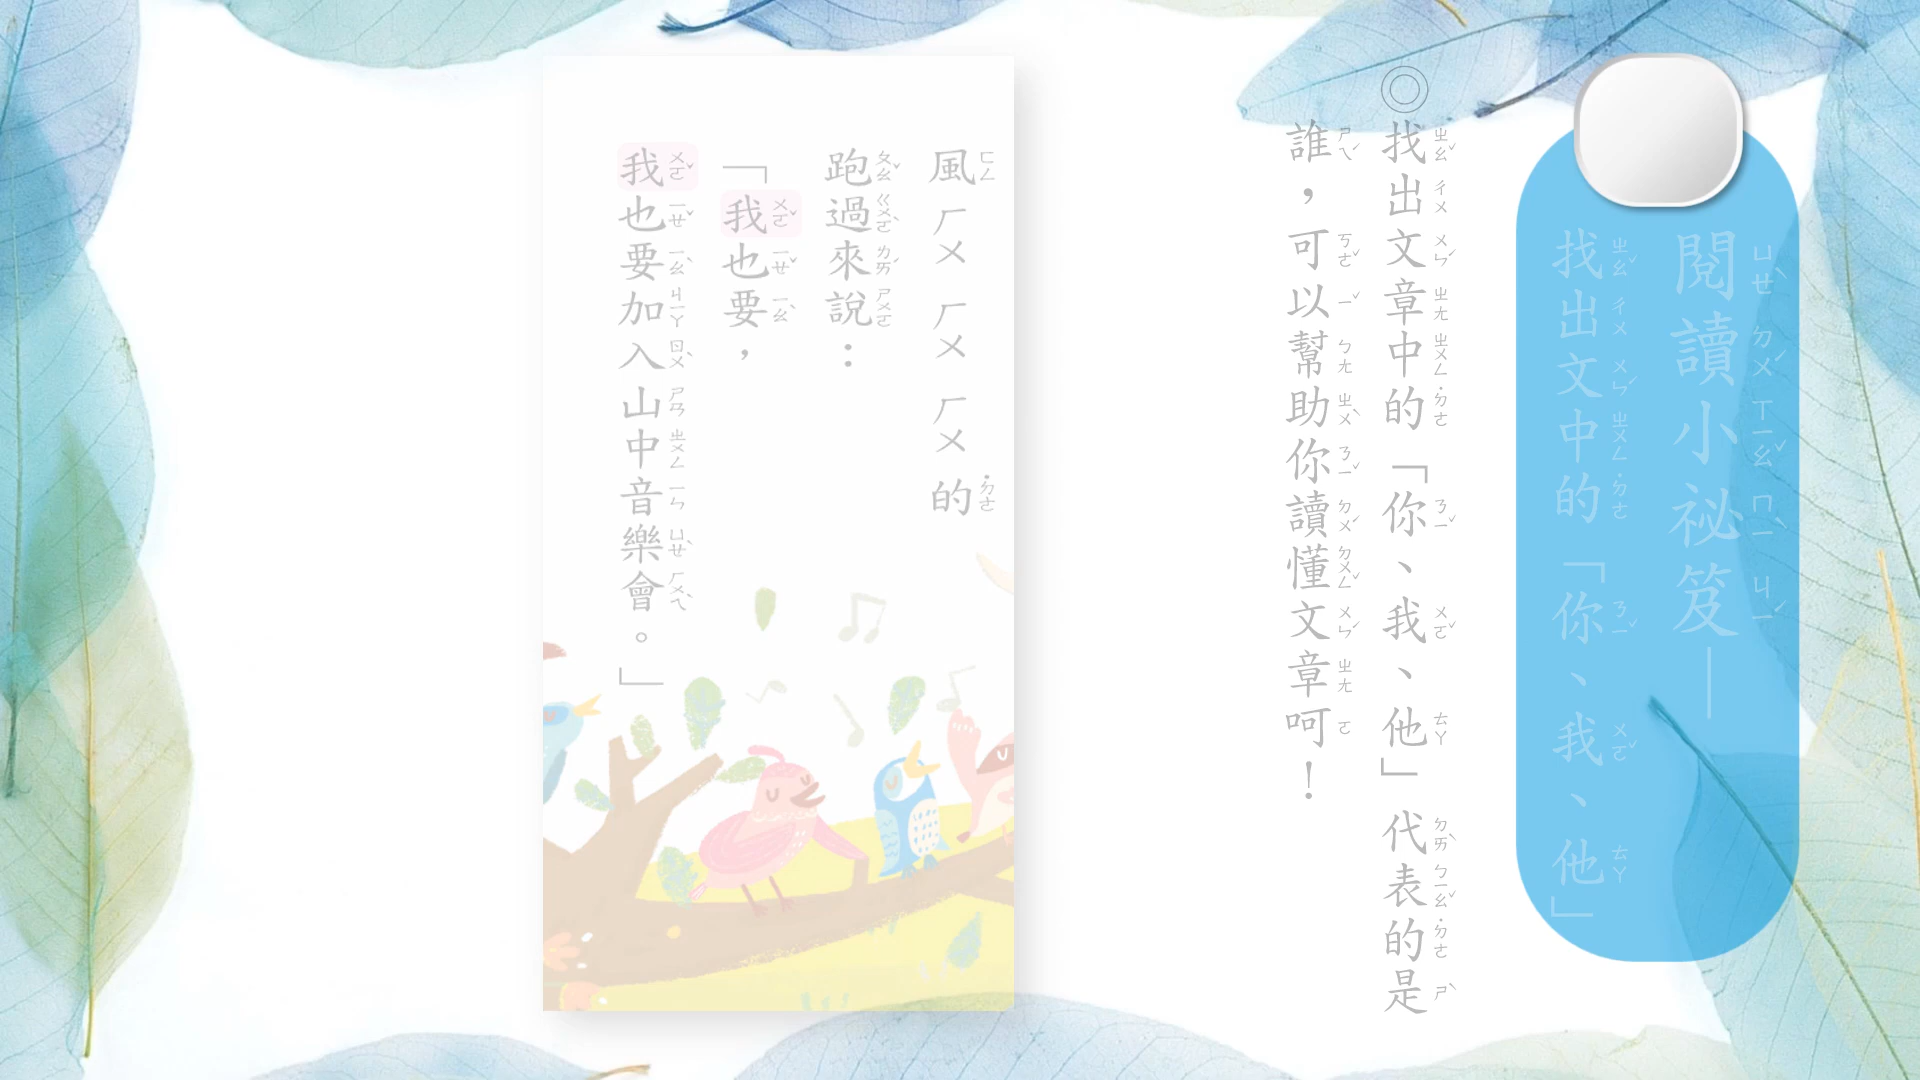 閱讀小祕笈—
找出文中的「你、我、他」
◎找出文章中的「你、我、他」代表的是
誰，可以幫助你讀懂文章呵！
風ㄏㄨㄏㄨㄏㄨ的
跑過來說：
「我也要，
我也要加入山中音樂會。」